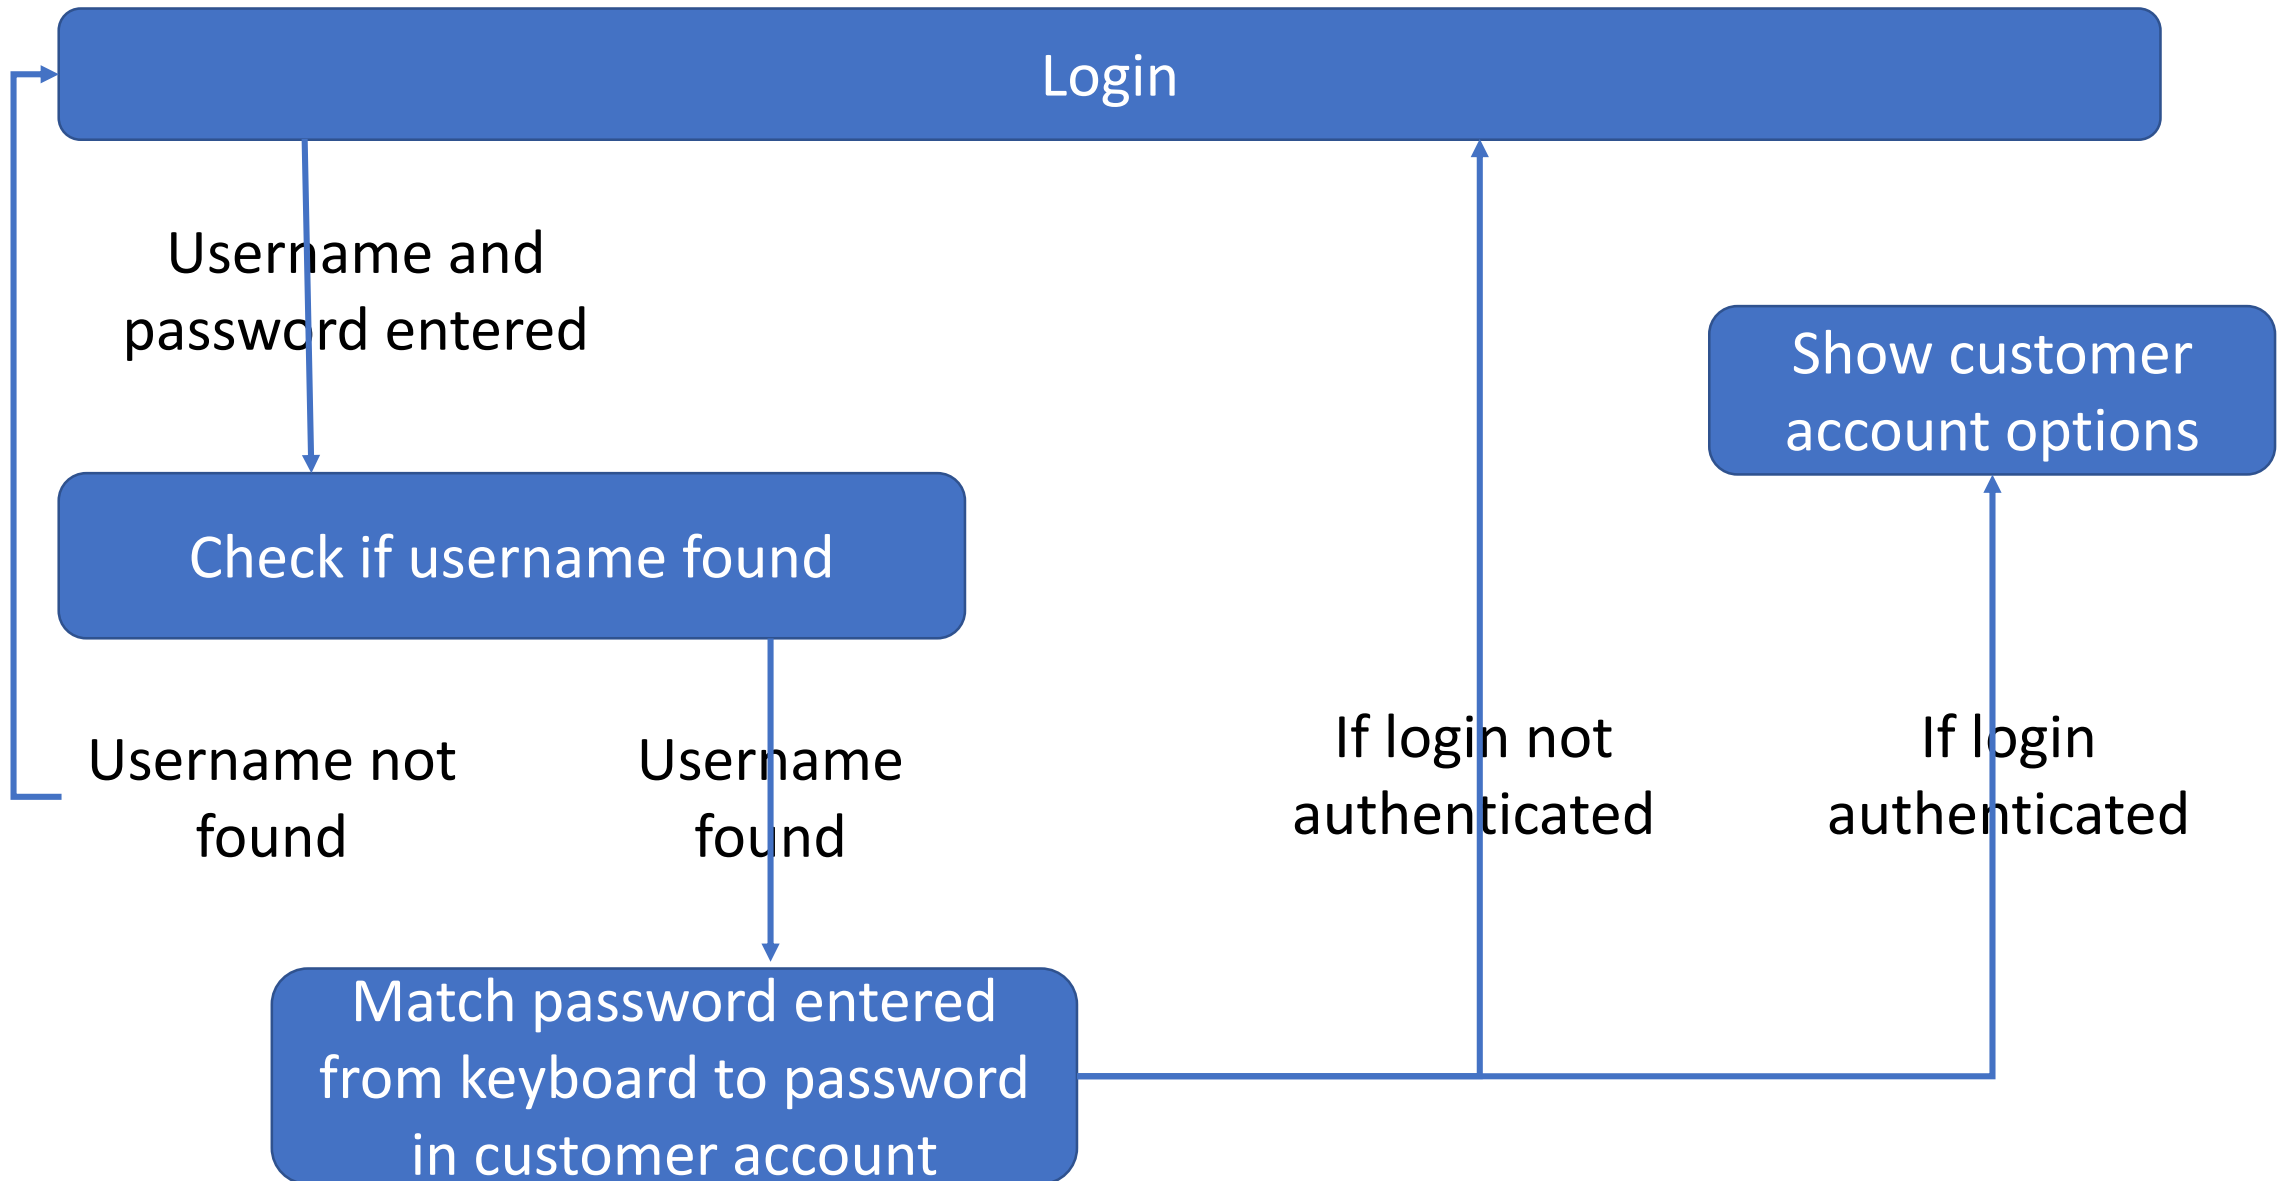 Login
Username and
password entered
Show customer
account options
Check if username found
Username not
found
Username
found
If login not
authenticated
If login
authenticated
Match password entered
from keyboard to password
in customer account